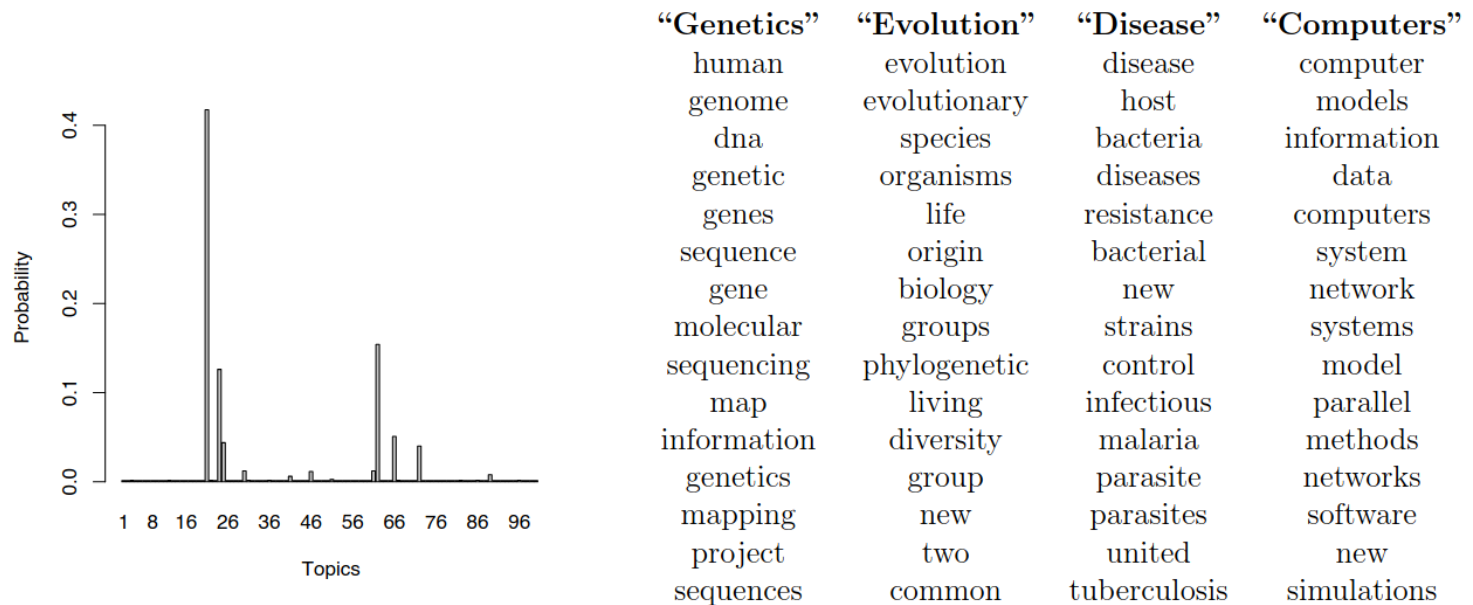 “Genetics” “Evolution” “Disease” “Computers”
human evolution disease computer
genome evolutionary host models
dna species bacteria information
genetic organisms diseases data
genes life resistance computers
sequence origin bacterial system
gene biology new network
molecular groups strains systems
sequencing phylogenetic control model
map living infectious parallel
information diversity malaria methods
genetics group parasite networks
mapping new parasites software
project two united new
sequences common tuberculosis simulations
Probability
0.4
0.3
0.2
0.1
0.0
1 8 16 26 36 46 56 66 76 86 96
Topics